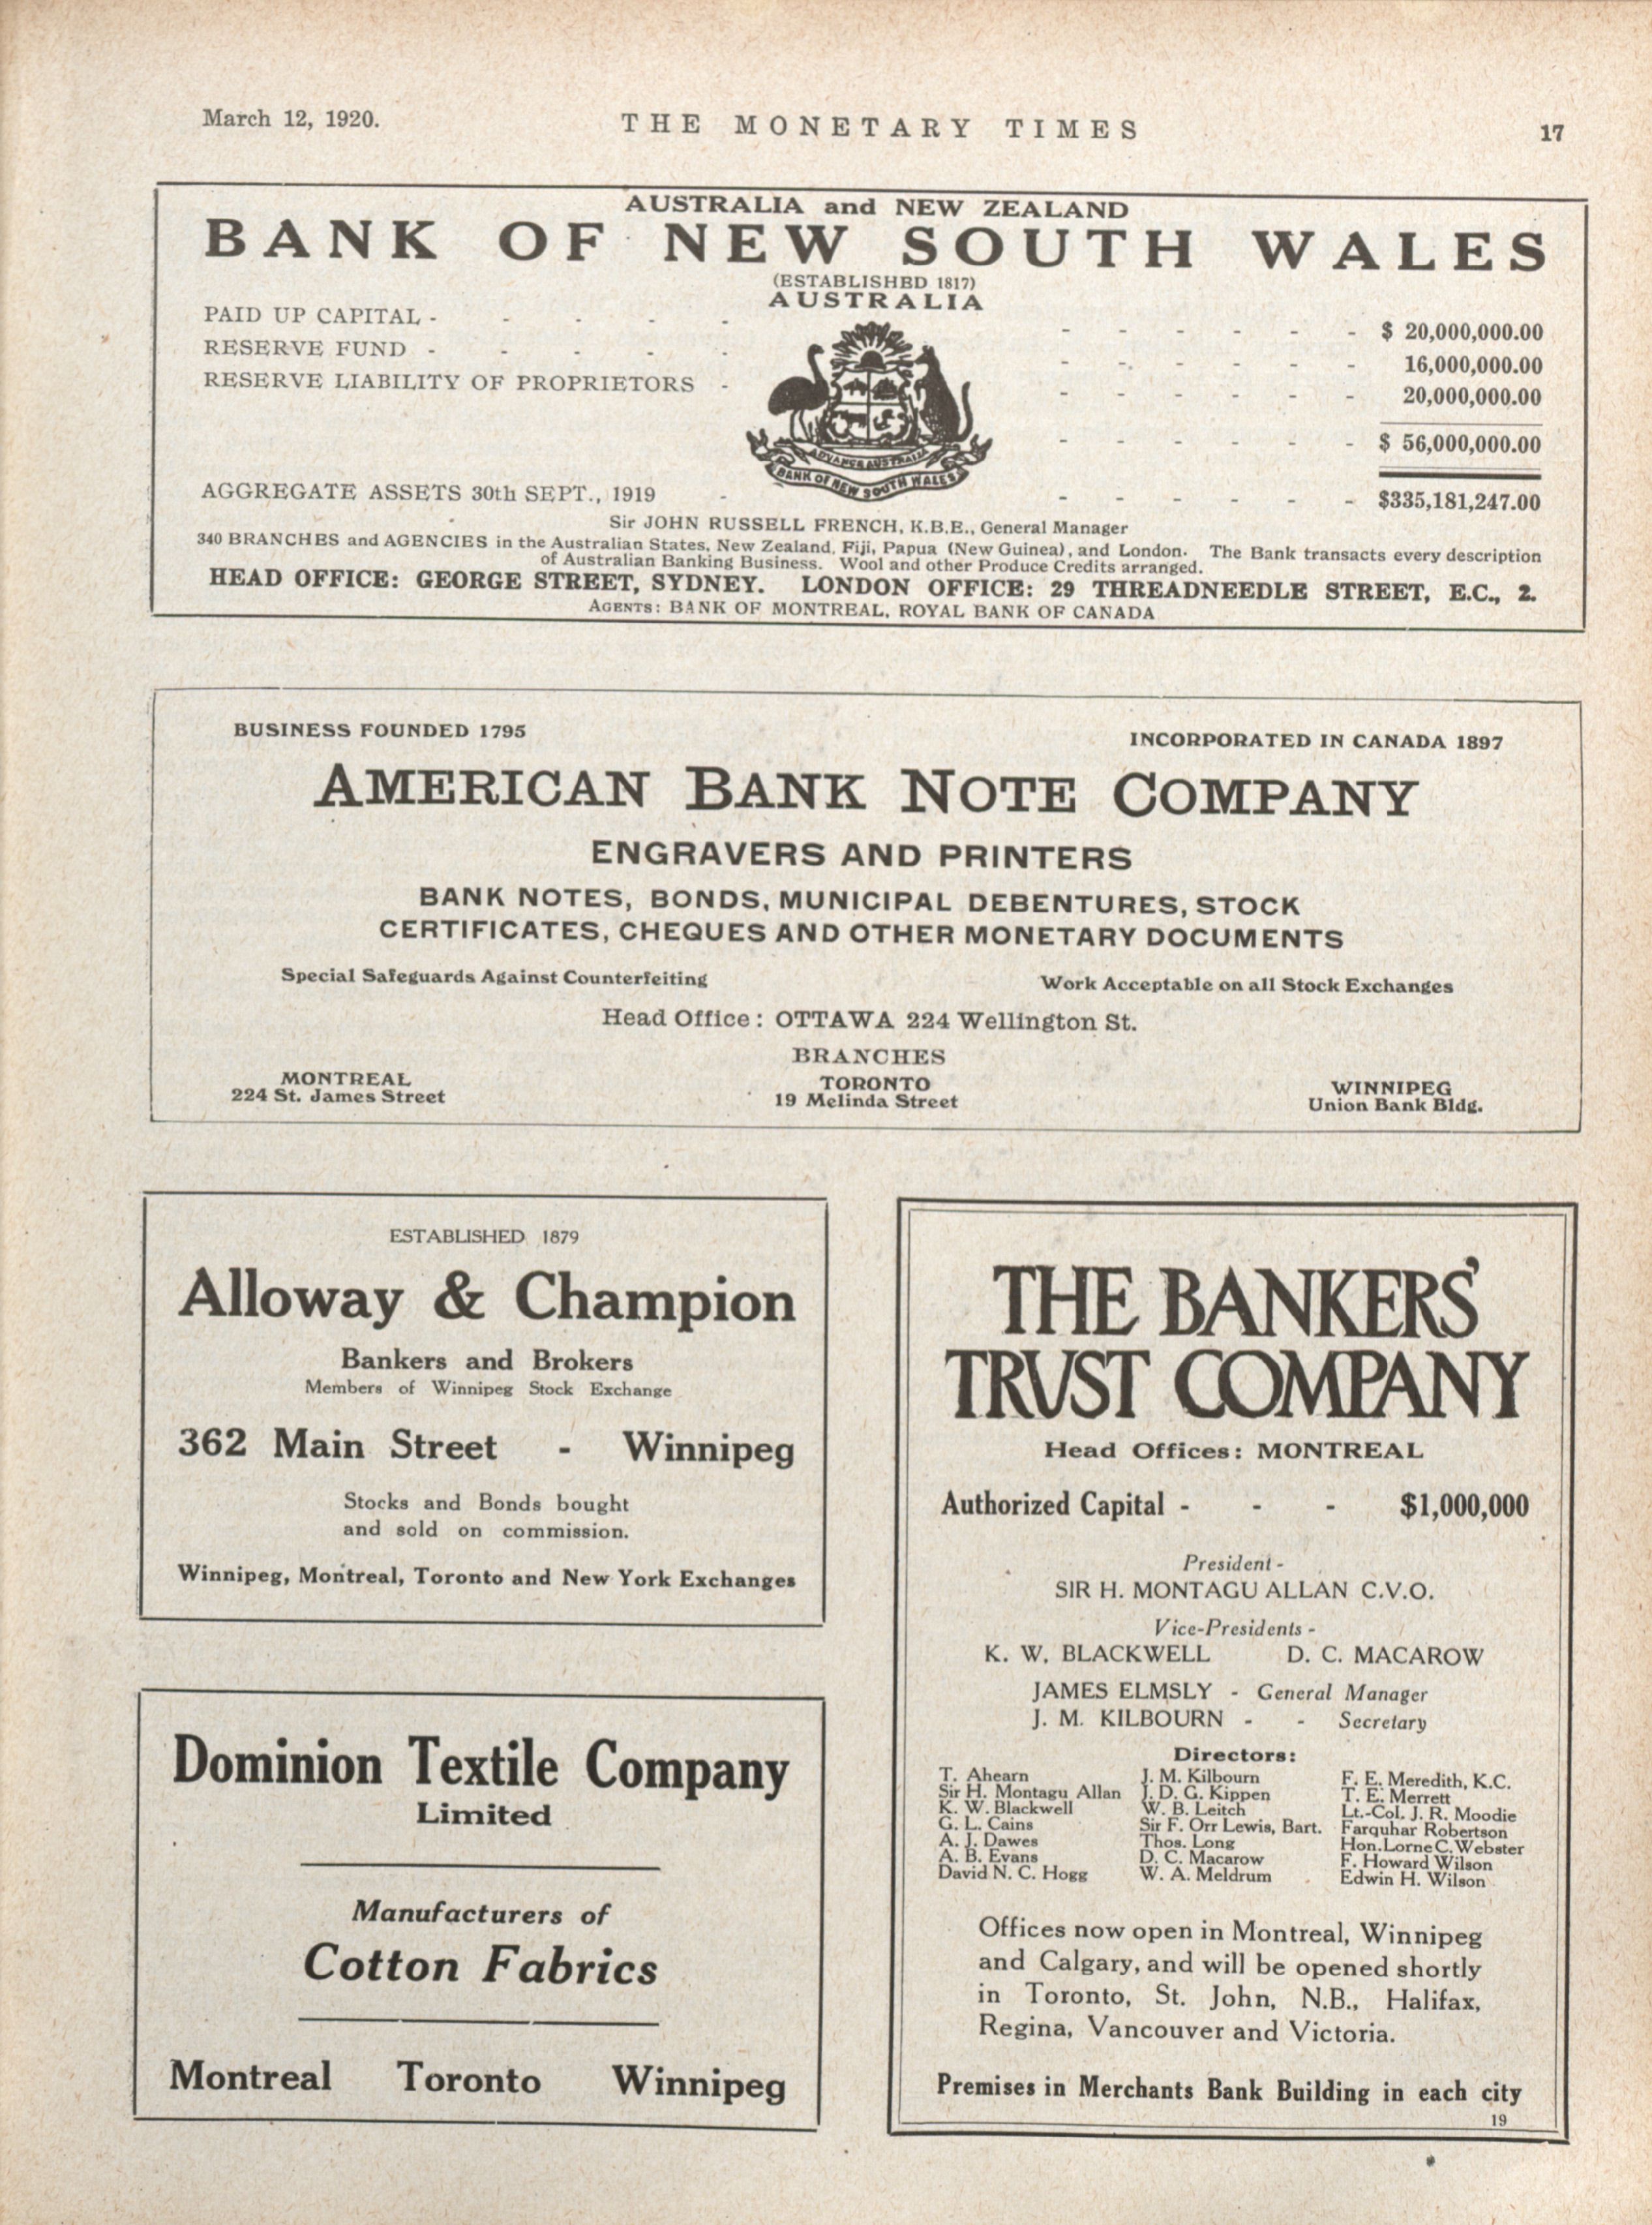 March 12, 1920.
THE MONETARY TIMES
17
AUSTRALIA and NEW ZEALAND
BANK OF NEW SOUTH WALES
(ESTABLISHED 1817)
AUSTRALIA
PAID UP CAPITAL - - - - - - - - - - - $ 20,000,000.00
RESERVE FUND - - - - - - - - - - - 16,000,000.00
RESERVE LIABILITY OF PROPRIETORS - - - - - - - 20,000,000.00
- - - - - - $ 56,000,000.00
ADVANCE AUSTRALIA
BANK OF NEW SOUTH WALES
AGGREGATE ASSETS 30th SEPT., 1919 - - - - - - - $335,181,247.00
Sir JOHN RUSSELL FRENCH, K.B.E., General Manager
340 BRANCHES and AGENCIES in the Australian States, New Zealand, Fiji, Papua (New Guinea), and London. The Bank transacts every description
of Australian Banking Business. Wool and other Produce Credits arranged.
HEAD OFFICE: GEORGE STREET, SYDNEY. LONDON OFFICE: 29 THREADNEEDLE STREET, E.C., 2.
AGENTS: BANK OF MONTREAL, ROYAL BANK OF CANADA
BUSINESS FOUNDED 1795
INCORPORATED IN CANADA 1897
AMERICAN BANK NOTE COMPANY
ENGRAVERS AND PRINTERS
BANK NOTES, BONDS, MUNICIPAL DEBENTURES, STOCK
CERTIFICATES, CHEQUES AND OTHER MONETARY DOCUMENTS
Special Safeguards Against Counterfeiting
Work Acceptable on all Stock Exchanges
Head Office: OTTAWA 224 Wellington St.
BRANCHES
MONTREAL
224 St. James Street
TORONTO
19 Melinda Street
WINNIPEG
Union Bank Bldg.
ESTABLISHED 1879
Alloway & Champion
Bankers and Brokers
Members of Winnipeg Stock Exchange
362 Main Street - Winnipeg
Stocks and Bonds bought
and sold on commission.
Winnipeg, Montreal, Toronto and New York Exchanges
Dominion Textile Company
Limited
Manufacturers of
Cotton Fabrics
Montreal Toronto Winnipeg
THE BANKERS'
TRVST COMPANY
Head Offices: MONTREAL
Authorized Capital - - - $1,000,000
President -
SIR H. MONTAGU ALLAN C.V.O.
Vice-Presidents -
K. W. BLACKWELL D. C. MACAROW
JAMES ELMSLY - General Manager
J. M. KILBOURN - - Secretary
Directors:
T. Ahearn
Sir H. Montagu Allan
K. W. Blackwell
G. L. Cains
A. J. Dawes
A. B. Evans
David N. C. Hogg
J. M. Kilbourn
J. D. G. Kippen
W. B. Leitch
Sir F. Orr Lewis, Bart.
Thos. Long
D. C. Macarow
W. A. Meldrum
F. E. Meredith, K.C.
T. E. Merrett
Lt.-Col. J. R. Moodie
Farquhar Robertson
Hon. Lorne C. Webster
F. Howard Wilson
Edwin H. Wilson
Offices now open in Montreal, Winnipeg
and Calgary, and will be opened shortly
in Toronto, St. John, N.B., Halifax,
Regina, Vancouver and Victoria.
Premises in Merchants Bank Building in each city
19